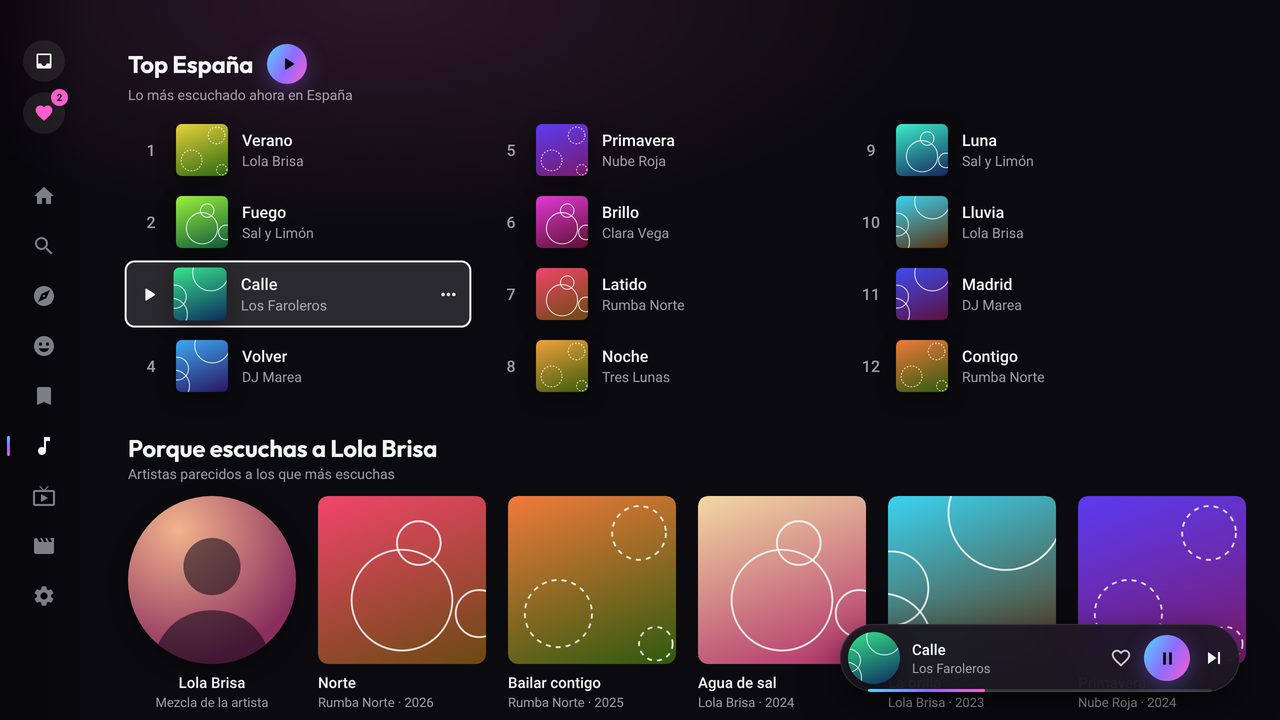 2
Top España
Lo más escuchado ahora en España
1
Verano
Lola Brisa
2
Fuego
Sal y Limón
Calle
Los Faroleros
4
Volver
DJ Marea
5
Primavera
Nube Roja
6
Brillo
Clara Vega
7
Latido
Rumba Norte
8
Noche
Tres Lunas
9
Luna
Sal y Limón
10
Lluvia
Lola Brisa
11
Madrid
DJ Marea
12
Contigo
Rumba Norte
Porque escuchas a Lola Brisa
Artistas parecidos a los que más escuchas
Lola Brisa
Mezcla de la artista
Norte
Rumba Norte · 2026
Bailar contigo
Rumba Norte · 2025
Agua de sal
Lola Brisa · 2024
Lola Brisa · 2023
Primavera
Nube Roja · 2024
Calle
Los Faroleros